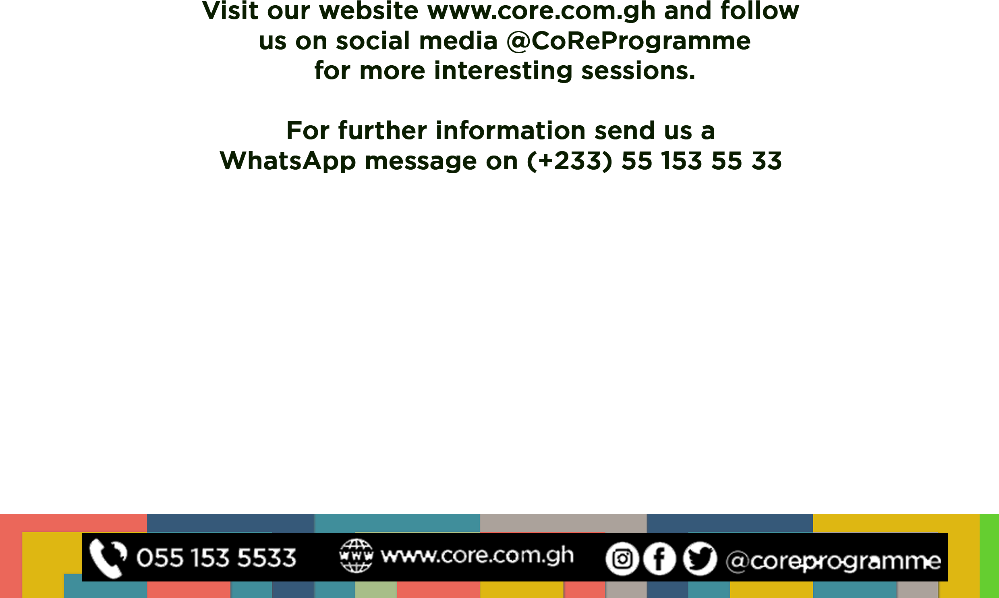 Visit our website www.core.com.gh and follow
us on social media @CoReProgramme
for more interesting sessions.
For further information send us a
WhatsApp message on (+233) 55 153 55 33
055 153 5533
www
www.core.com.gh
@coreprogramme